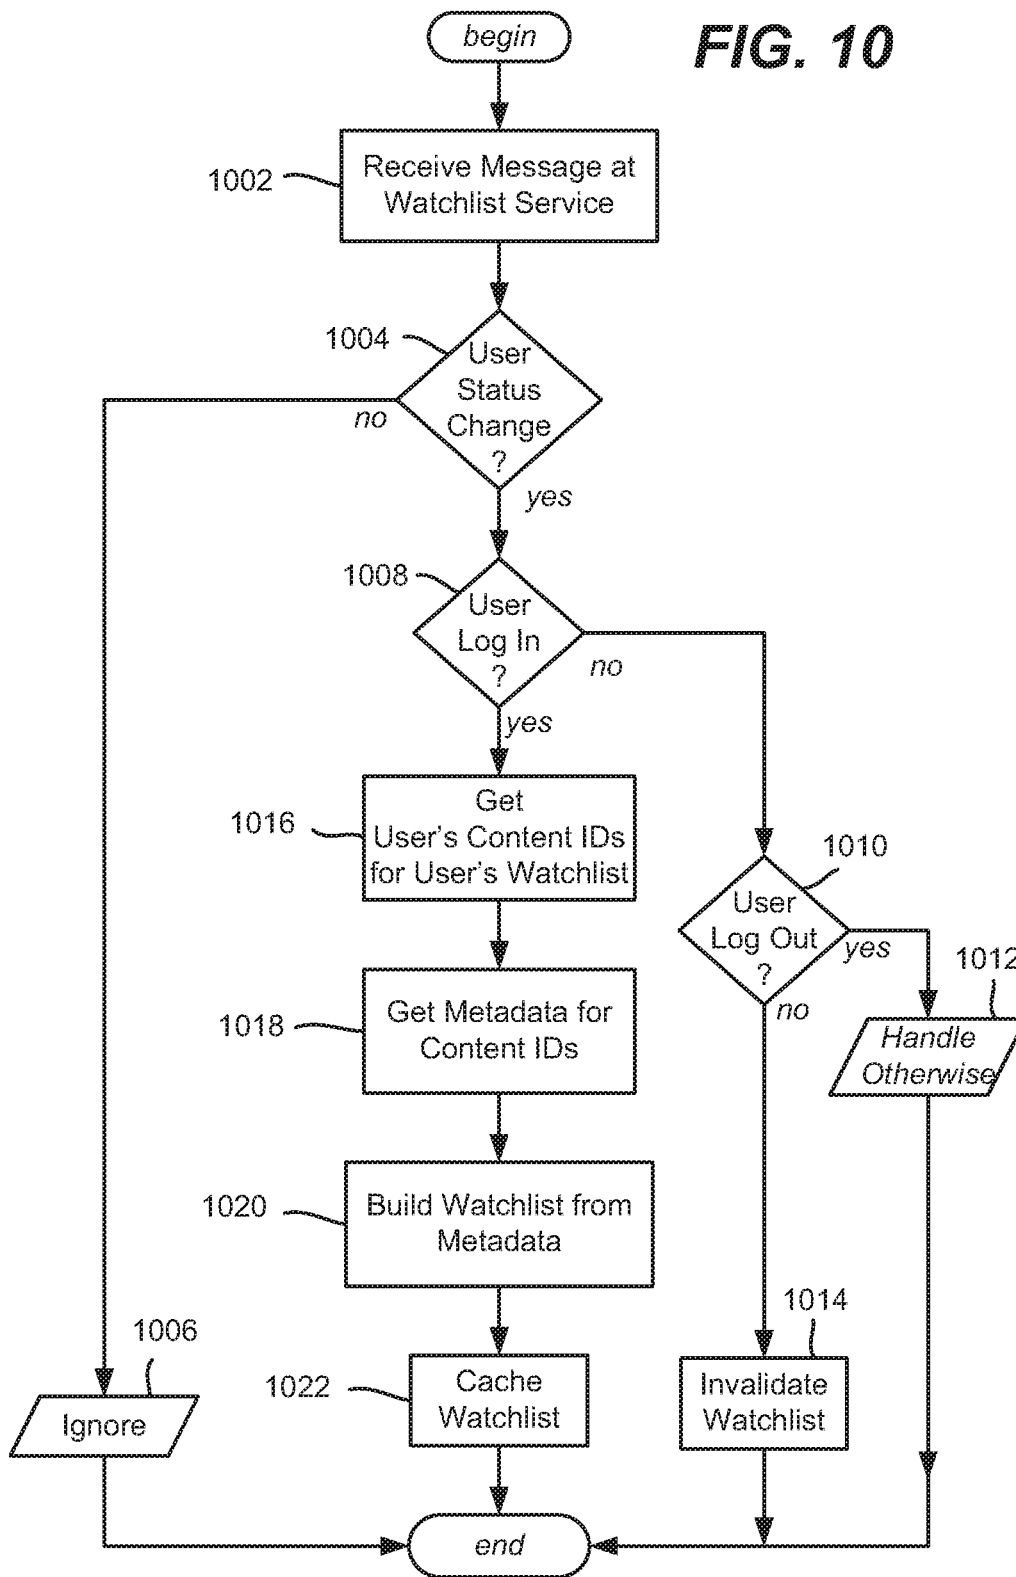 begin
FIG. 10
1002
Receive Message at
Watchlist Service
1004
User
Status
Change
?
no
yes
1008
User
Log In
?
no
yes
1016
Get
User's Content IDs
for User's Watchlist
1010
User
Log Out
?
yes
no
1012
Handle
Otherwise
1018
Get Metadata for
Content IDs
1020
Build Watchlist from
Metadata
1014
Invalidate
Watchlist
1006
Ignore
1022
Cache
Watchlist
end